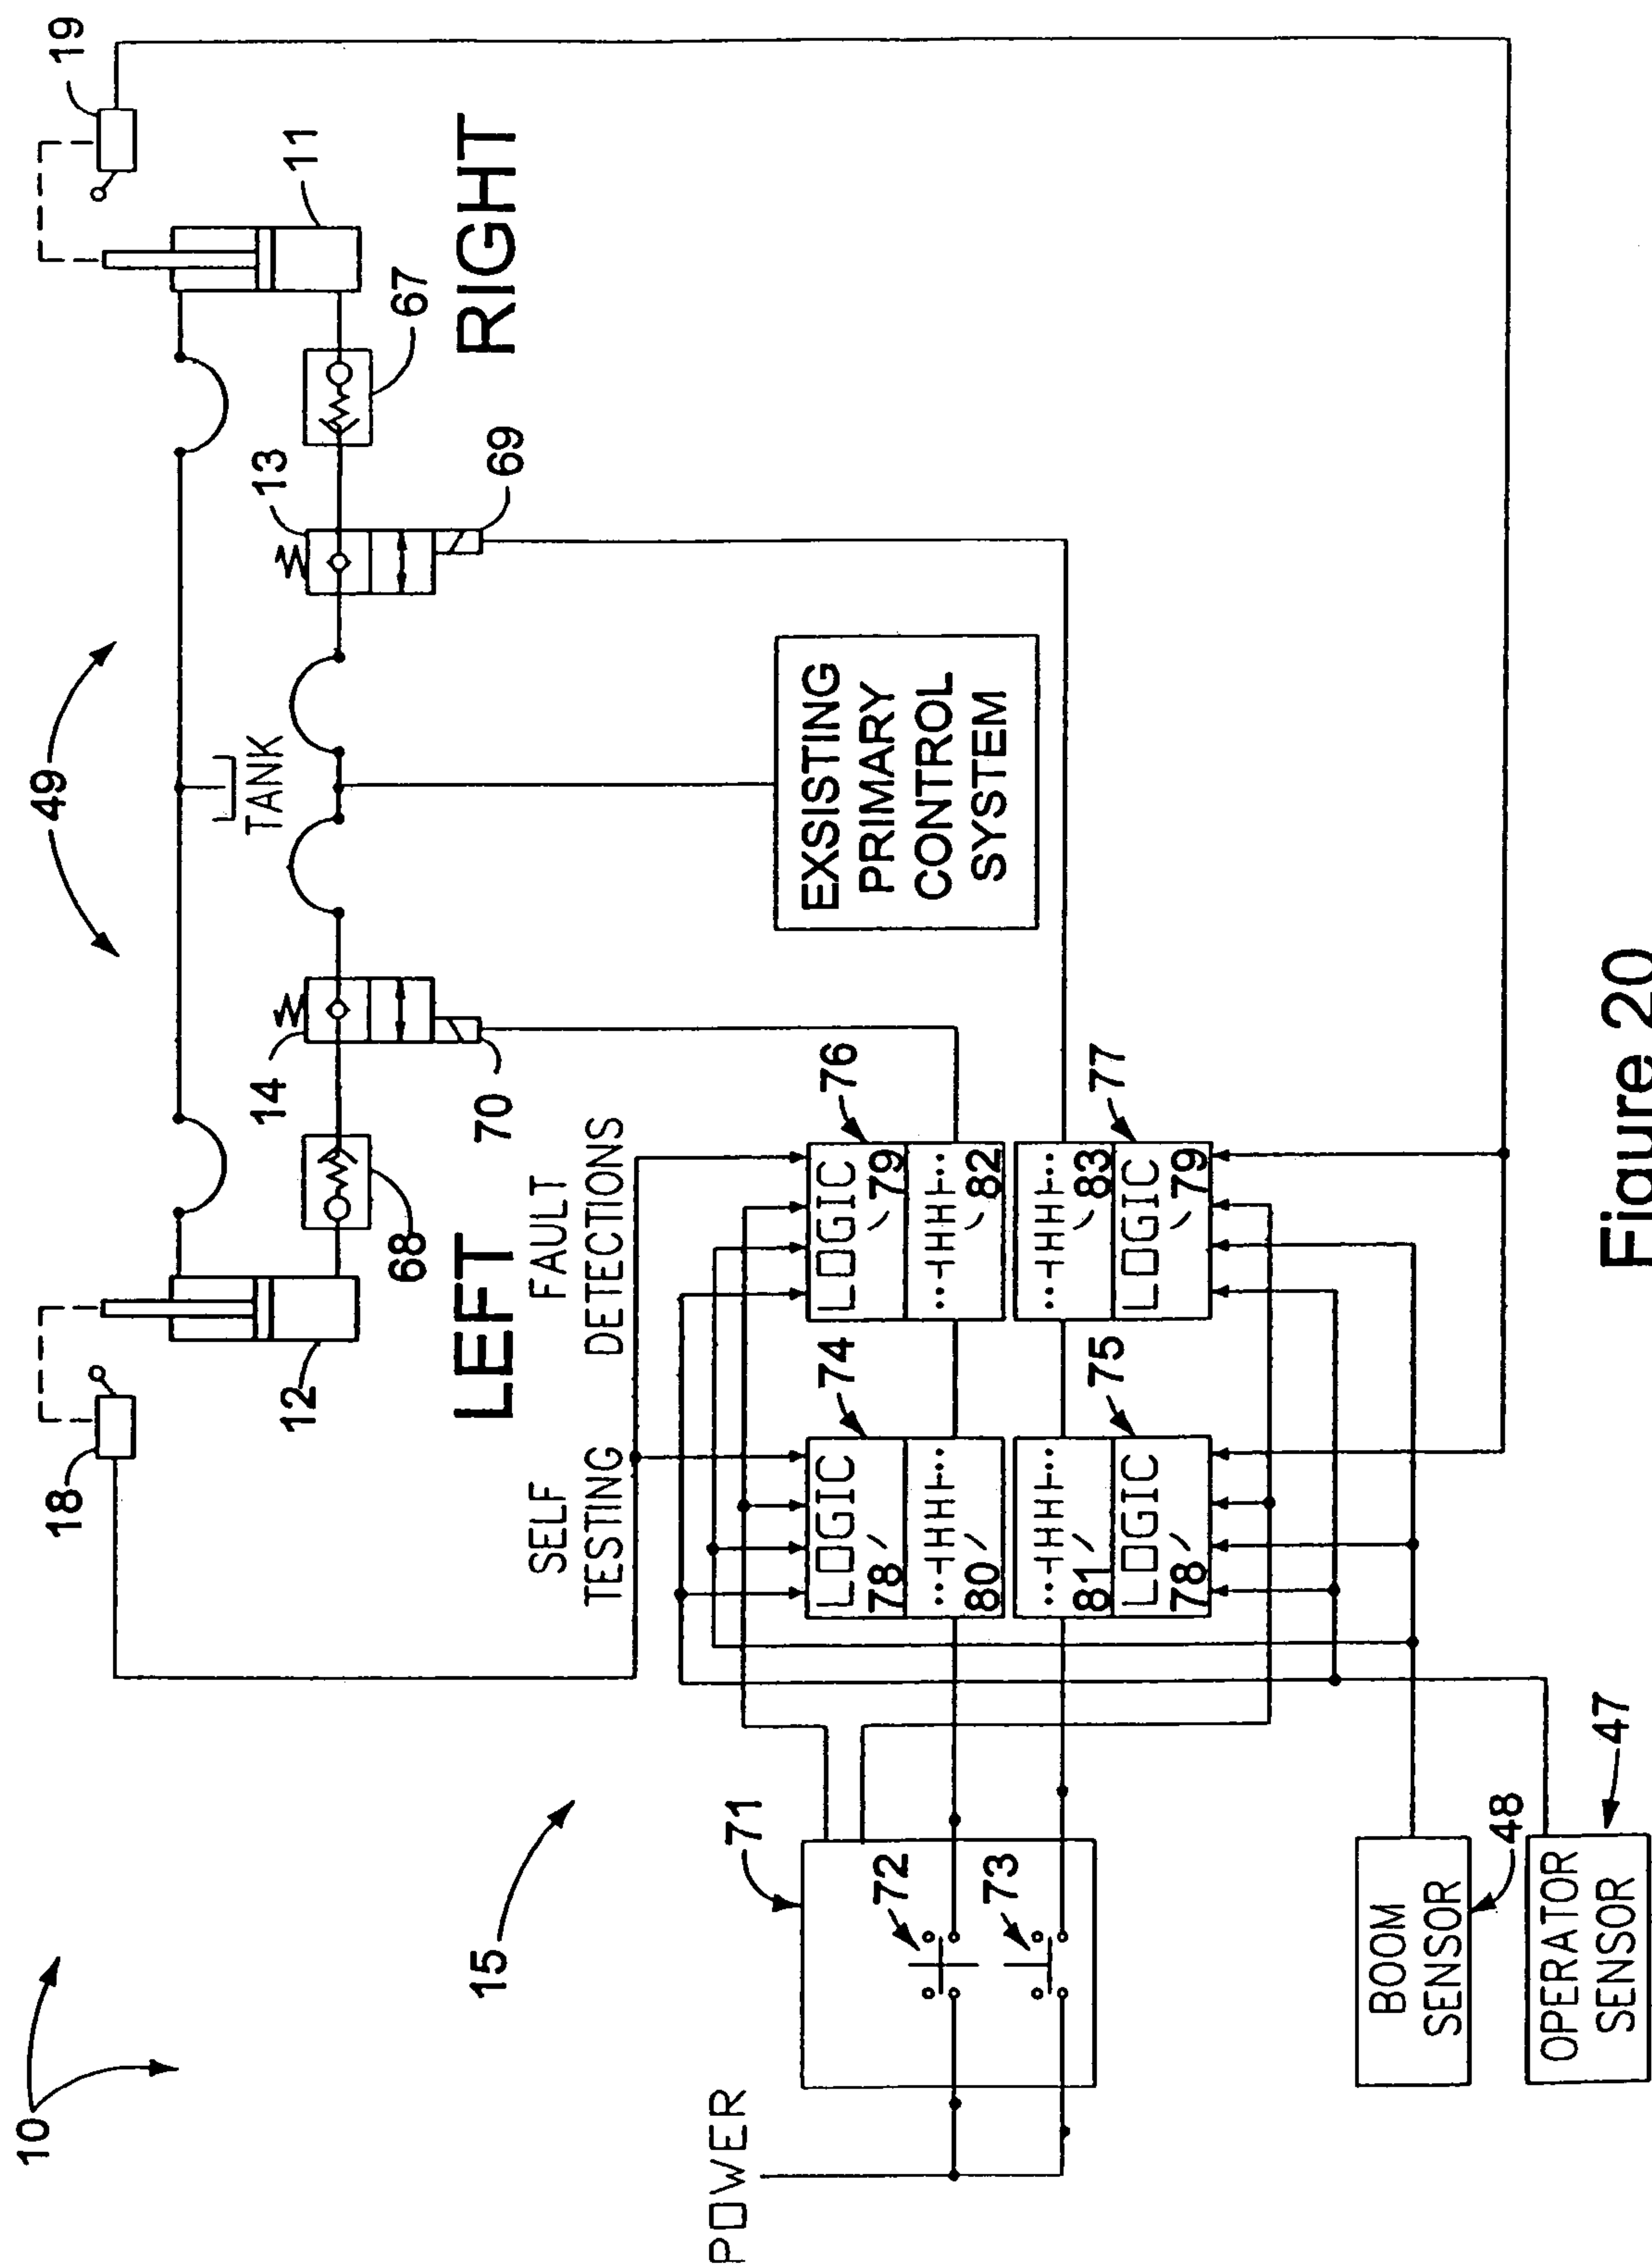 10
49
19
18
12
11
TANK
14
13
68
67
70
69
LEFT
RIGHT
15
SELF
TESTING
FAULT
DETECTIONS
EXSISTING
PRIMARY
CONTROL
SYSTEM
POWER
71
72
73
74
76
LOGIC
78
LOGIC
79
80
82
81
83
LOGIC
78
LOGIC
79
75
77
BOOM
SENSOR
48
OPERATOR
SENSOR
47
Figure 20